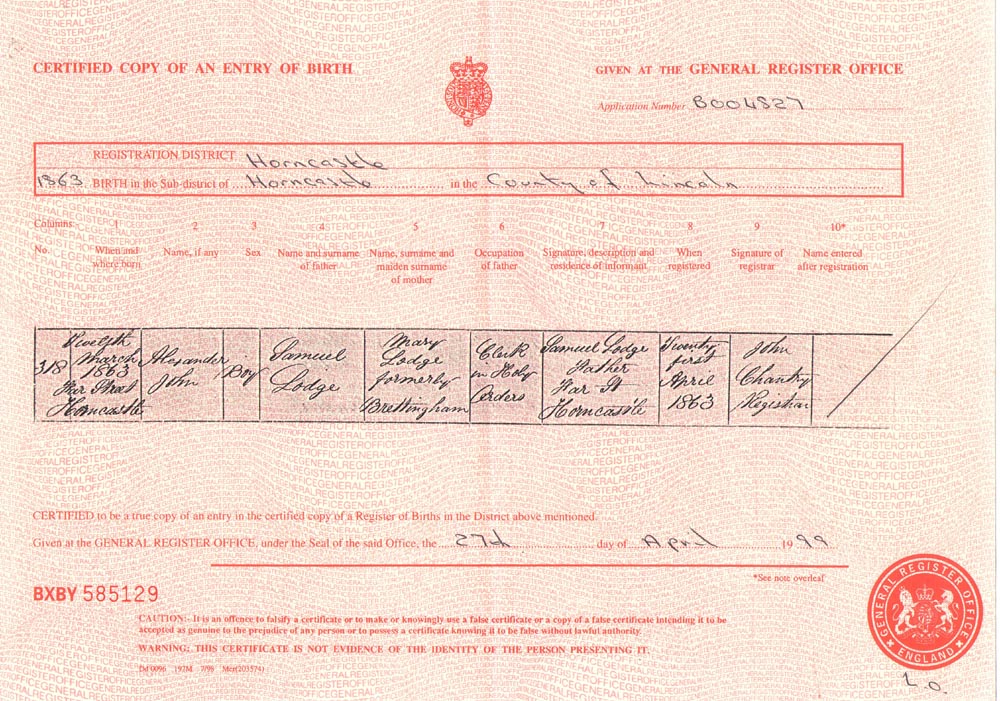 CERTIFIED COPY OF AN ENTRY OF BIRTH
GIVEN AT THE GENERAL REGISTER OFFICE
Application Number B004827
REGISTRATION DISTRICT Horncastle
1863 BIRTH in the Sub-district of Horncastle in the County of Lincoln
Columns:- 1 2 3 4 5 6 7 8 9 10*
No. When and where born Name, if any Sex Name and surname of father Name, surname and maiden surname of mother Occupation of father Signature, description and residence of informant When registered Signature of registrar Name entered after registration
318
Twelfth
March
1863
Far Street
Horncastle
Alexander
John
Boy
Samuel
Lodge
Mary
Lodge
formerly
Brettingham
Clerk
in Holy
Orders
Samuel Lodge
Father
Far St
Horncastle
Twenty
first
April
1863
John
Chantry
Registrar
CERTIFIED to be a true copy of an entry in the certified copy of a Register of Births in the District above mentioned.
Given at the GENERAL REGISTER OFFICE, under the Seal of the said Office, the 27th day of April 1999
*See note overleaf
BXBY 585129
CAUTION:- It is an offence to falsify a certificate or to make or knowingly use a false certificate or a copy of a false certificate intending it to be
accepted as genuine to the prejudice of any person or to possess a certificate knowing it to be false without lawful authority.
WARNING: THIS CERTIFICATE IS NOT EVIDENCE OF THE IDENTITY OF THE PERSON PRESENTING IT.
Dd 0096 192M 7/98 Mcr(203574)
GENERAL REGISTER OFFICE
ENGLAND
L.O.